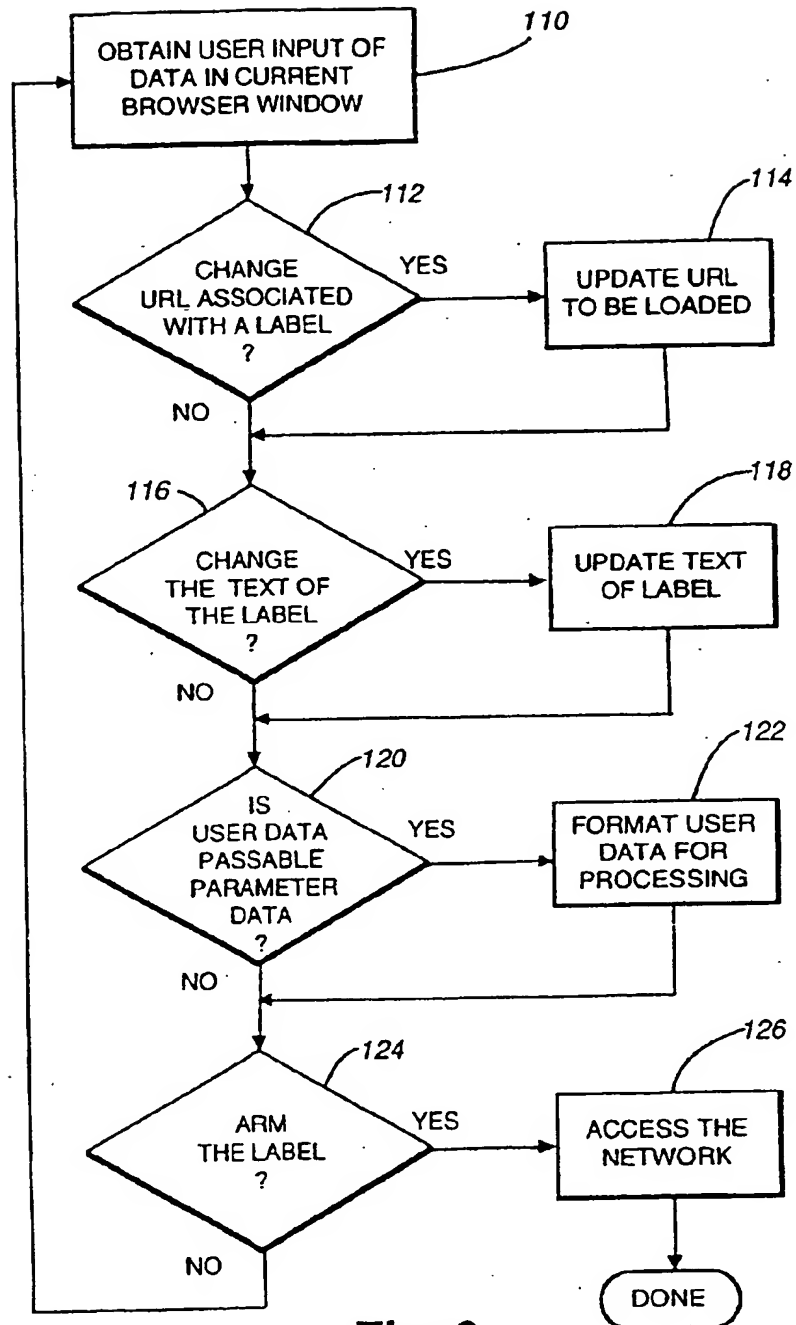 110
OBTAIN USER INPUT OF
DATA IN CURRENT
BROWSER WINDOW
112
CHANGE
URL ASSOCIATED
WITH A LABEL
?
YES
NO
114
UPDATE URL
TO BE LOADED
116
CHANGE
THE TEXT OF
THE LABEL
?
YES
NO
118
UPDATE TEXT
OF LABEL
120
IS
USER DATA
PASSABLE
PARAMETER
DATA
?
YES
NO
122
FORMAT USER
DATA FOR
PROCESSING
124
ARM
THE LABEL
?
YES
NO
126
ACCESS THE
NETWORK
DONE